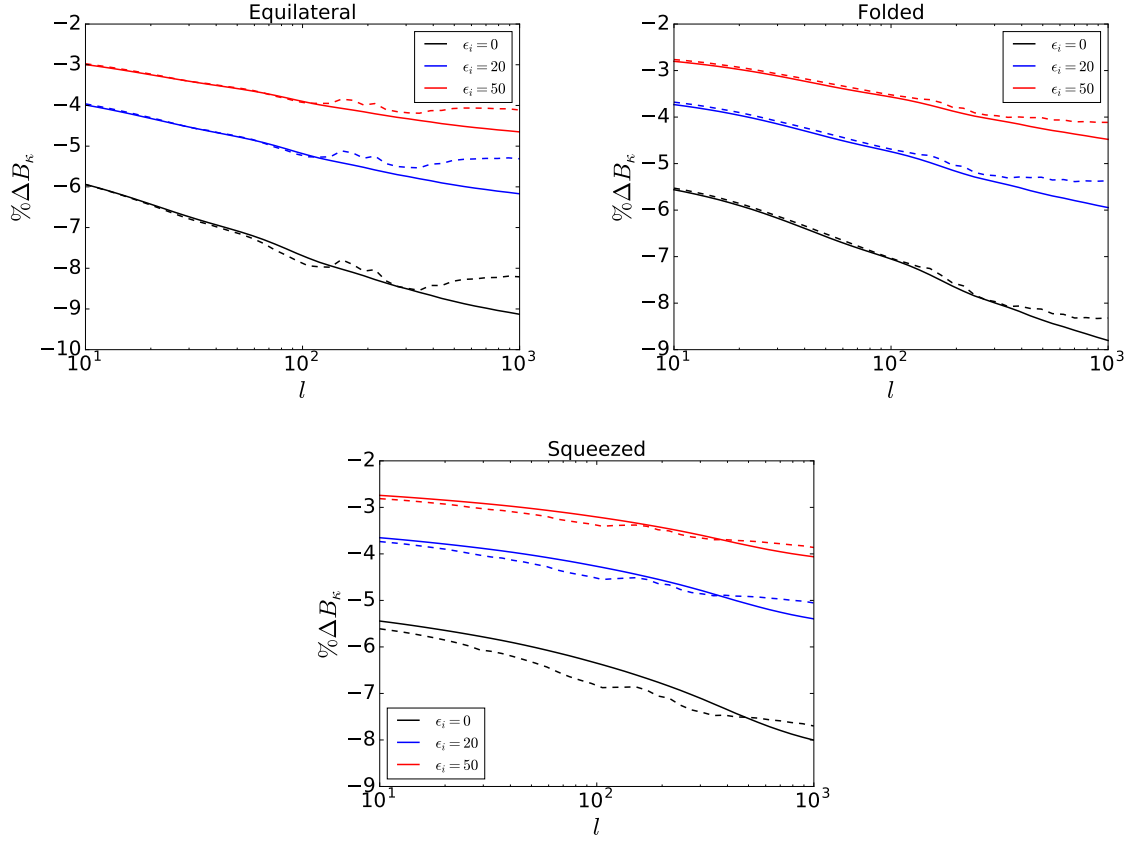 Equilateral
−2
−3
−4
−5
−6
−7
−8
−9
−10
%ΔB_κ
ϵ_i = 0
ϵ_i = 20
ϵ_i = 50
10^1
10^2
10^3
l
Folded
−2
−3
−4
−5
−6
−7
−8
−9
%ΔB_κ
ϵ_i = 0
ϵ_i = 20
ϵ_i = 50
10^1
10^2
10^3
l
Squeezed
−2
−3
−4
−5
−6
−7
−8
−9
%ΔB_κ
ϵ_i = 0
ϵ_i = 20
ϵ_i = 50
10^1
10^2
10^3
l